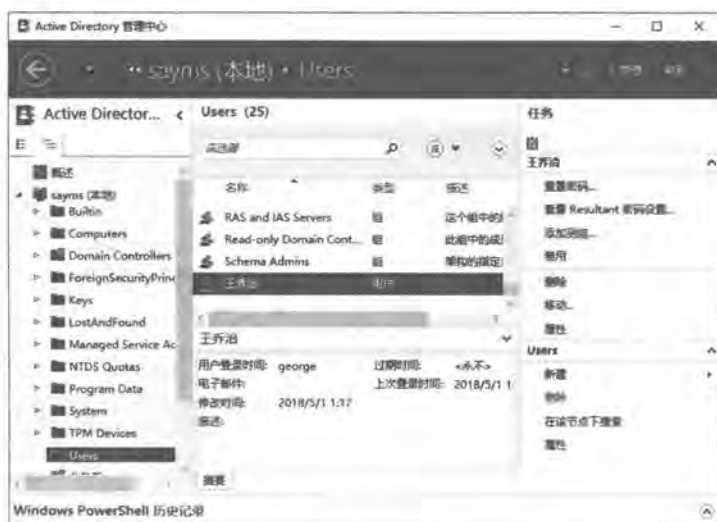 Active Directory 管理中心
sayms (本地) • Users
Active Director...
Users (25)
任务
筛选器
王乔治
概述
重置密码...
sayms (本地)
名称 类型 描述
查看 Resultant 密码设置...
Builtin
RAS and IAS Servers 组 这个组中的
添加到组...
Computers
Read-only Domain Cont... 组 此组中的成
禁用
Domain Controllers
Schema Admins 组 架构的指定
删除
ForeignSecurityPrinc
王乔治 用户
移动...
Keys
属性
LostAndFound
王乔治
Users
Managed Service Ac
用户登录时间: george 过期时间: <永不>
新建
NTDS Quotas
电子邮件: 上次登录时间: 2018/5/1 1
删除
Program Data
修改时间: 2018/5/1 1:17
在该节点下搜索
System
描述:
属性
TPM Devices
Users
摘要
Windows PowerShell 历史记录